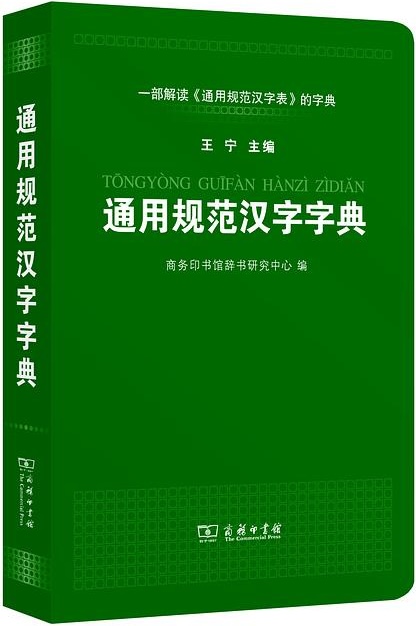 一部解读《通用规范汉字表》的字典
王 宁 主编
TŌNGYÒNG GUĪFÀN HÀNZÌ ZÌDIǍN
通用规范汉字字典
商务印书馆辞书研究中心 编
商务印书馆
The Commercial Press
通用规范汉字字典
商务印书馆
The Commercial Press